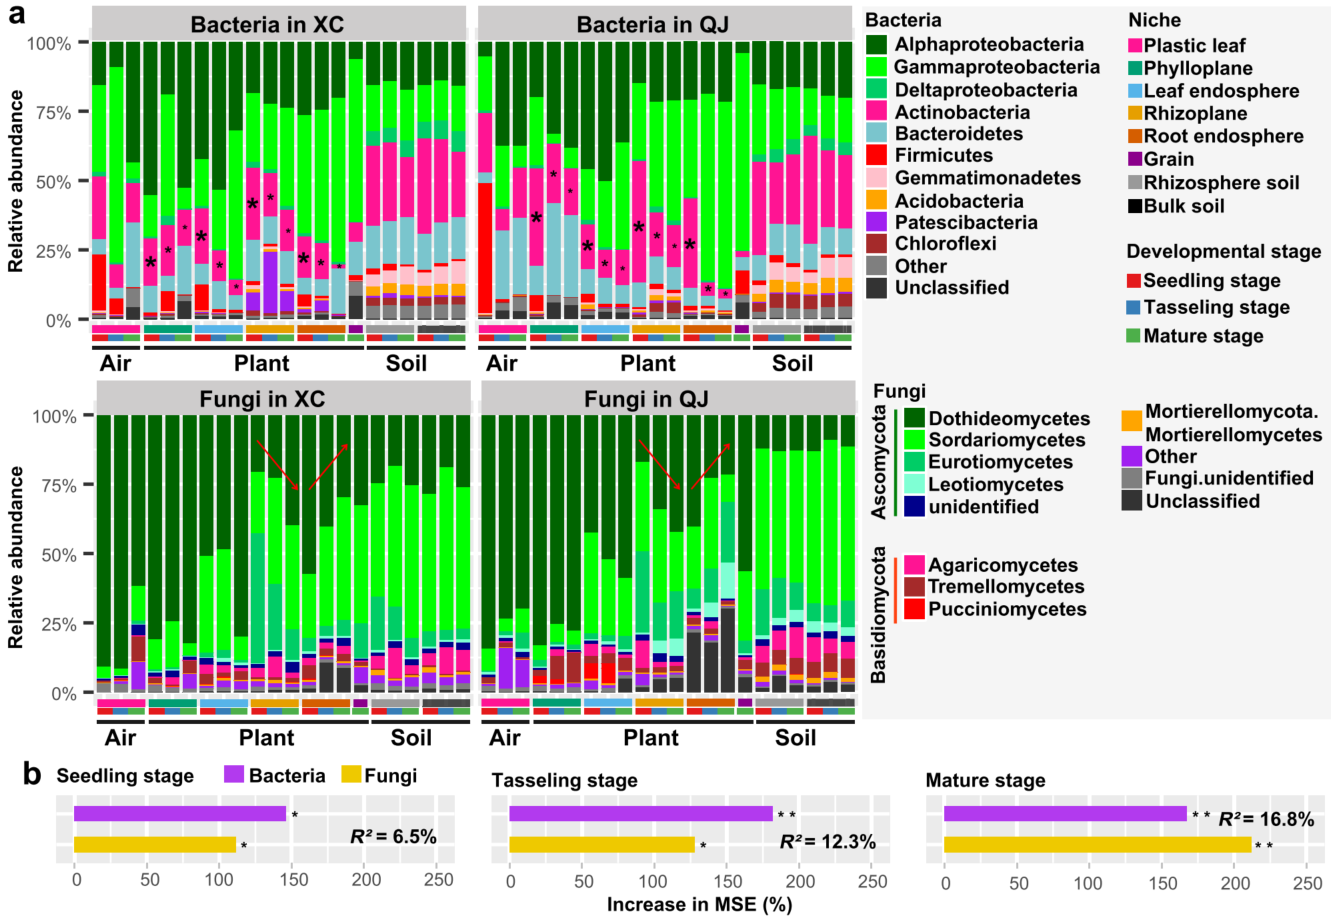 a
Bacteria in XC
Bacteria in QJ
Relative abundance
100%
75%
50%
25%
0%
* * * * * * * * * * * *
* * * * * * * * * * * *
Air
Plant
Soil
Air
Plant
Soil
Bacteria
Alphaproteobacteria
Gammaproteobacteria
Deltaproteobacteria
Actinobacteria
Bacteroidetes
Firmicutes
Gemmatimonadetes
Acidobacteria
Patescibacteria
Chloroflexi
Other
Unclassified
Niche
Plastic leaf
Phylloplane
Leaf endosphere
Rhizoplane
Root endosphere
Grain
Rhizosphere soil
Bulk soil
Developmental stage
Seedling stage
Tasseling stage
Mature stage
Fungi in XC
Fungi in QJ
Relative abundance
100%
75%
50%
25%
0%
Air
Plant
Soil
Air
Plant
Soil
Fungi
Ascomycota
Dothideomycetes
Sordariomycetes
Eurotiomycetes
Leotiomycetes
unidentified
Basidiomycota
Agaricomycetes
Tremellomycetes
Pucciniomycetes
Mortierellomycota.
Mortierellomycetes
Other
Fungi.unidentified
Unclassified
b
Seedling stage
Bacteria
Fungi
*
*
R² = 6.5%
0 50 100 150 200 250
Tasseling stage
* *
*
R² = 12.3%
0 50 100 150 200 250
Mature stage
* *
* *
R² = 16.8%
0 50 100 150 200 250
Increase in MSE (%)